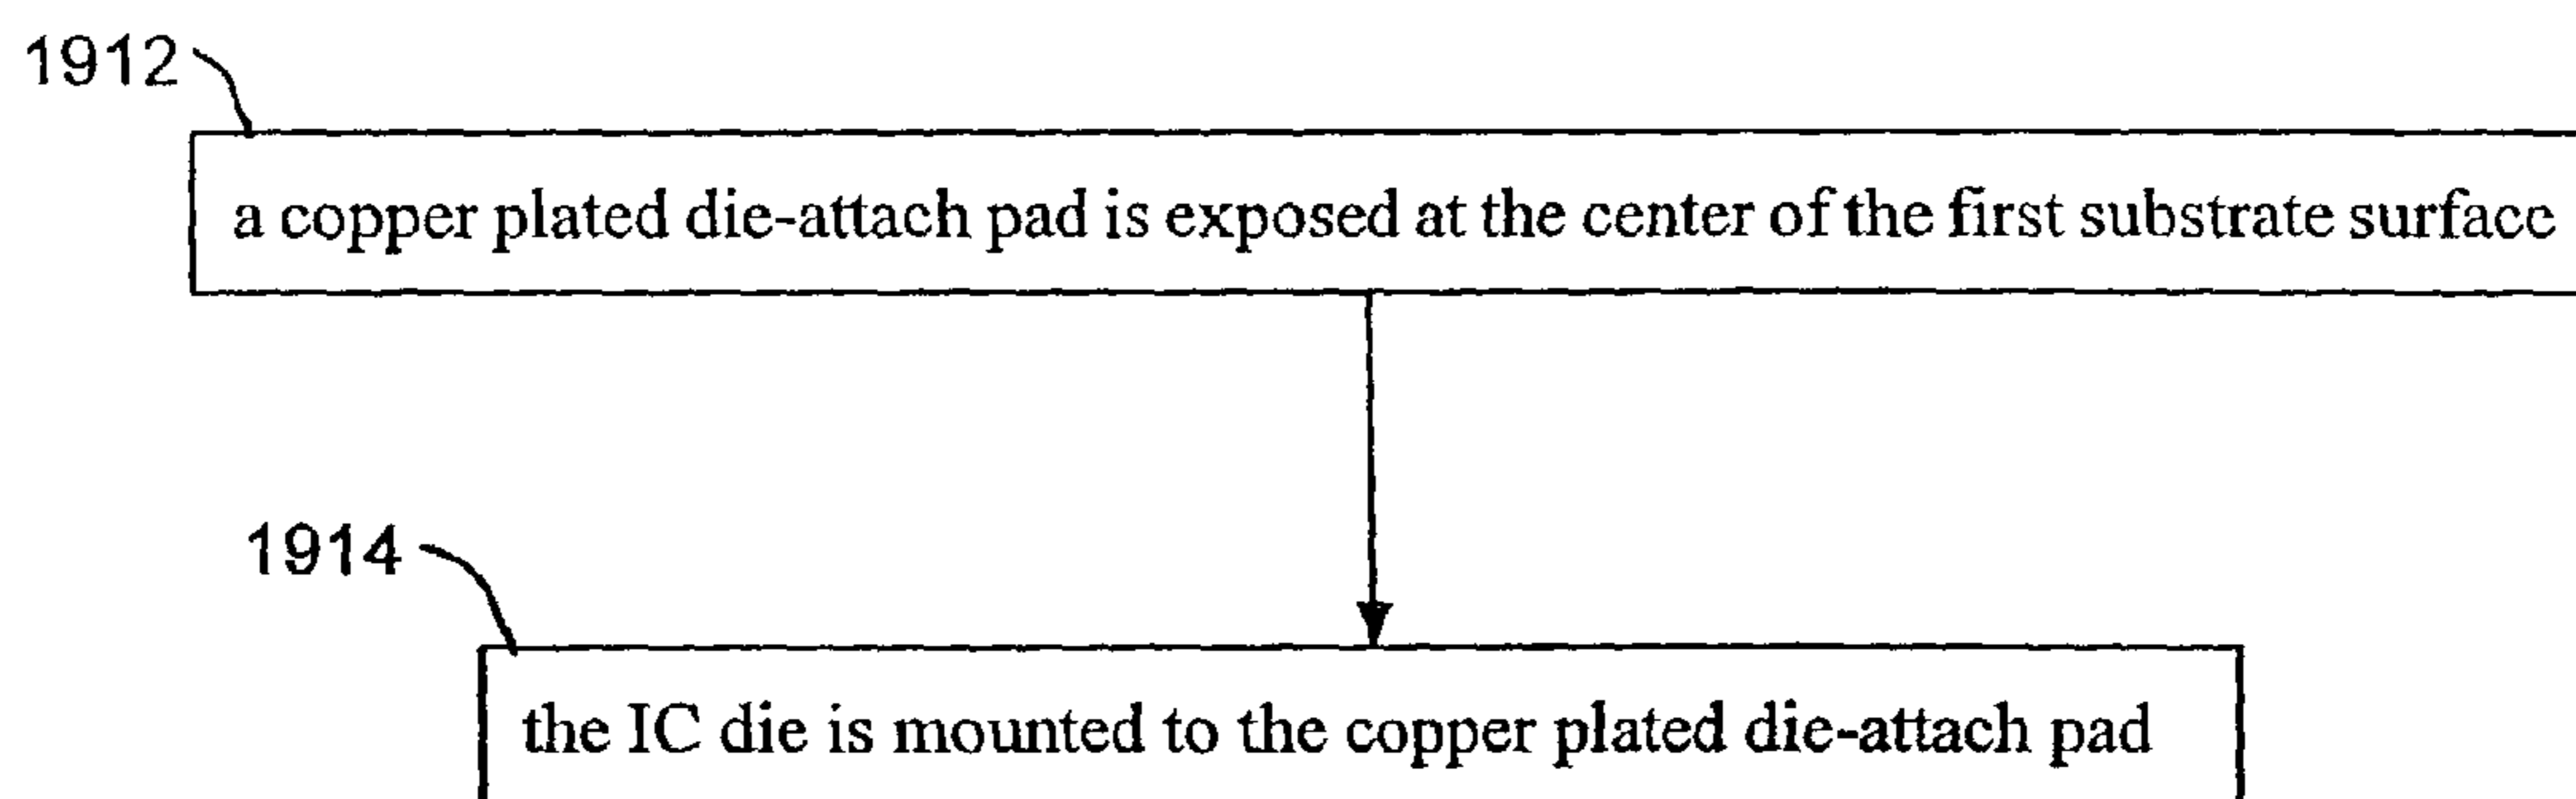 1912
a copper plated die-attach pad is exposed at the center of the first substrate surface
1914
the IC die is mounted to the copper plated die-attach pad